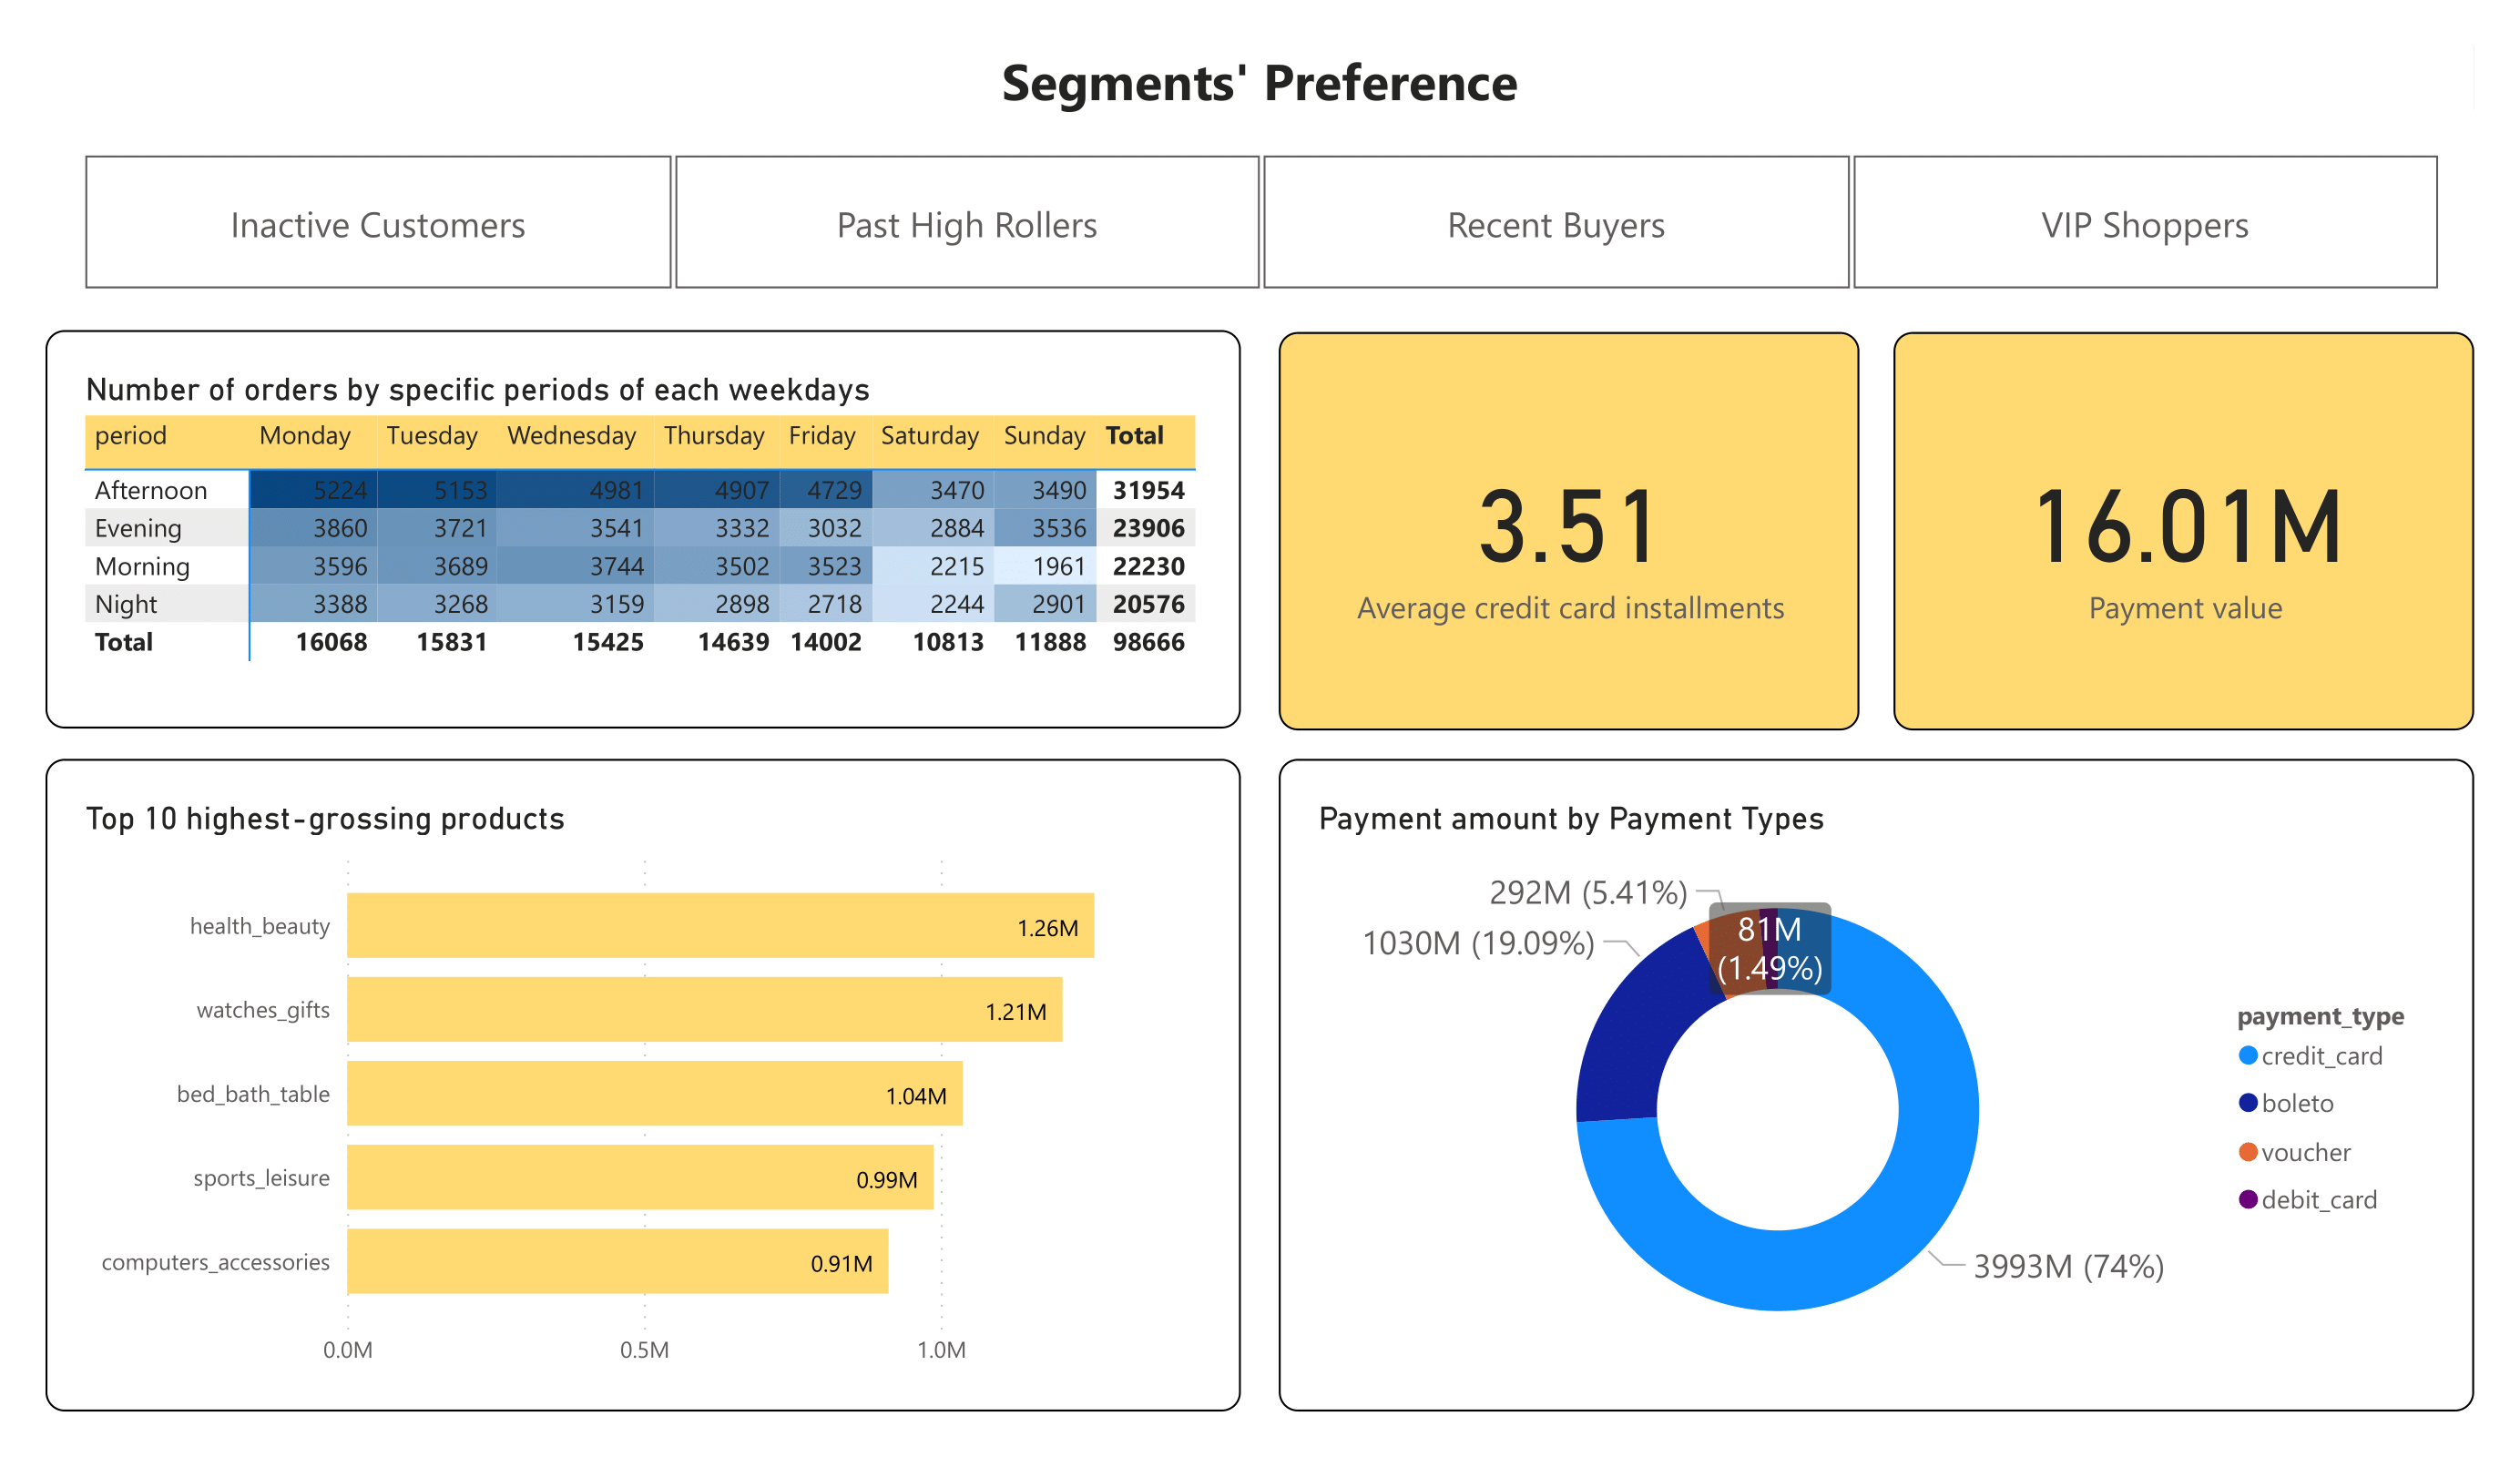 Segments' Preference
Inactive Customers
Past High Rollers
Recent Buyers
VIP Shoppers
Number of orders by specific periods of each weekdays
period Monday Tuesday Wednesday Thursday Friday Saturday Sunday Total
Afternoon 5224 5153 4981 4907 4729 3470 3490 31954
Evening 3860 3721 3541 3332 3032 2884 3536 23906
Morning 3596 3689 3744 3502 3523 2215 1961 22230
Night 3388 3268 3159 2898 2718 2244 2901 20576
Total 16068 15831 15425 14639 14002 10813 11888 98666
3.51
Average credit card installments
16.01M
Payment value
Top 10 highest-grossing products
health_beauty 1.26M
watches_gifts 1.21M
bed_bath_table 1.04M
sports_leisure 0.99M
computers_accessories 0.91M
0.0M 0.5M 1.0M
Payment amount by Payment Types
292M (5.41%)
81M
(1.49%)
1030M (19.09%)
3993M (74%)
payment_type
credit_card
boleto
voucher
debit_card